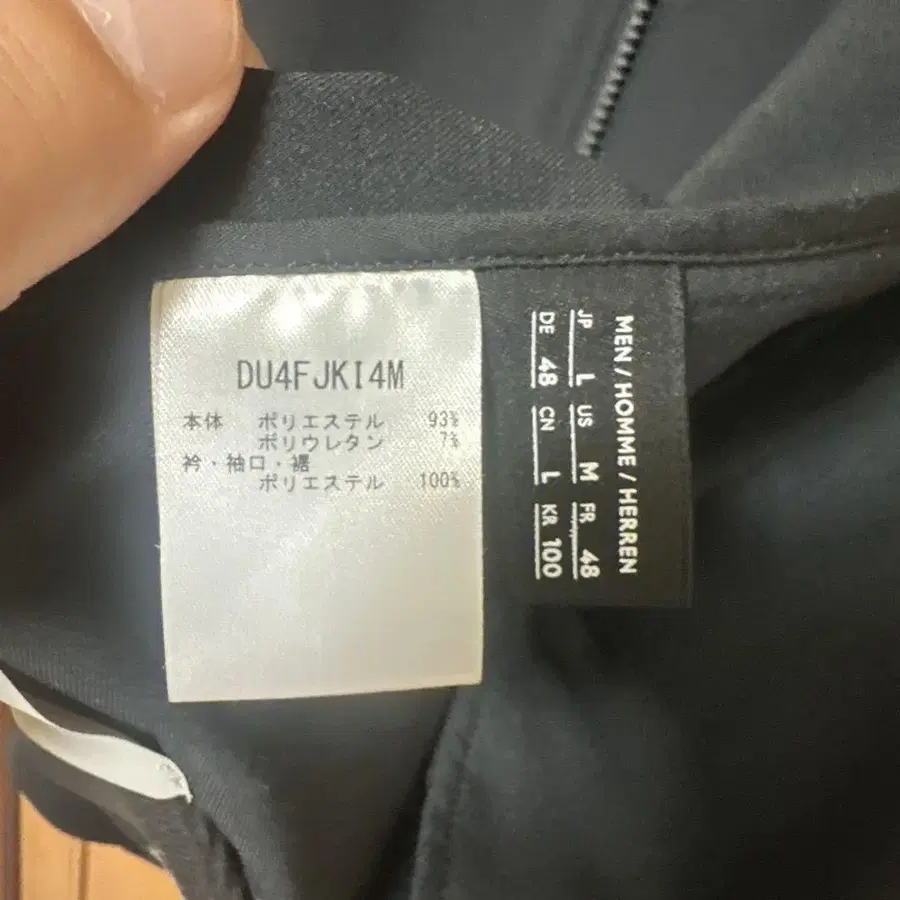 DU4FJKI4M
本体 ポリエステル 93%
ポリウレタン 7%
衿・袖口・裾
ポリエステル 100%
MEN / HOMME / HERREN
JP L US M FR 48
DE 48 CN L KR 100